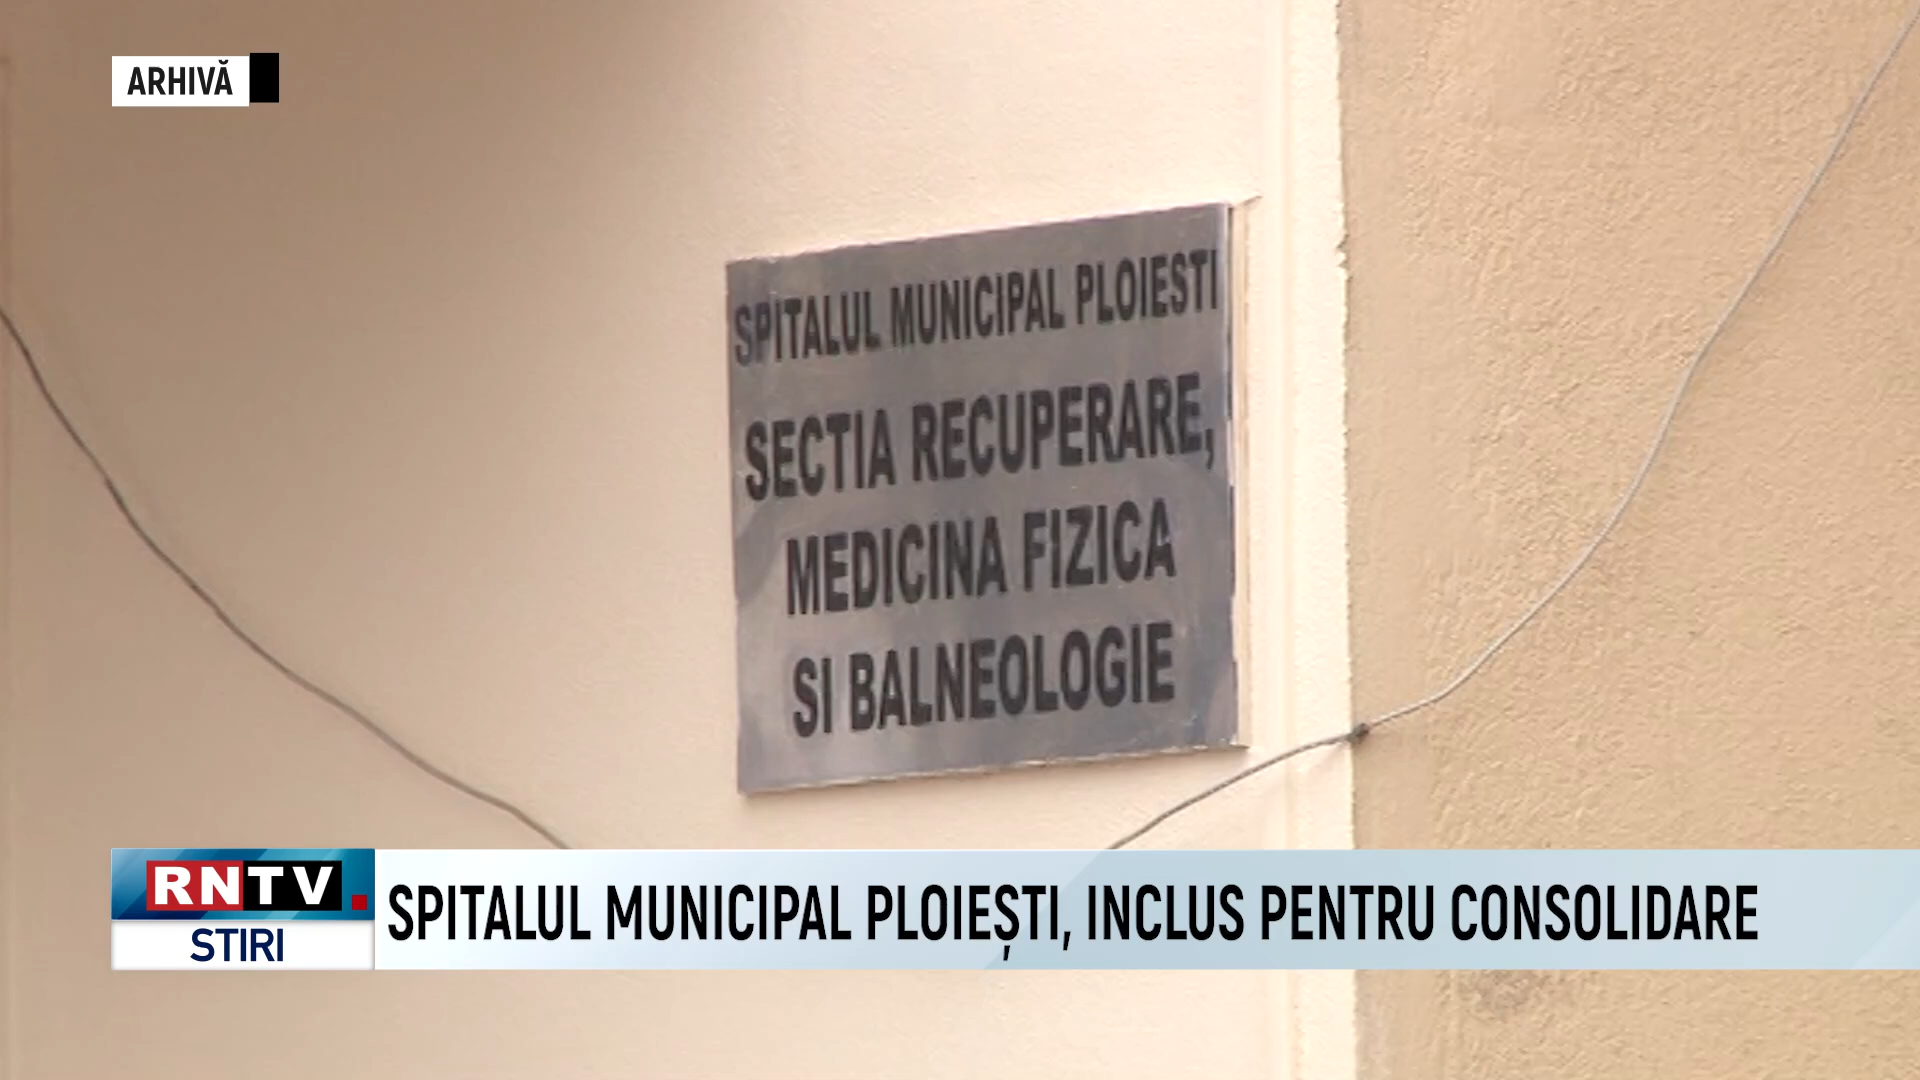 ARHIVĂ
SPITALUL MUNICIPAL PLOIESTI
SECTIA RECUPERARE,
MEDICINA FIZICA
SI BALNEOLOGIE
RNTV.
STIRI
SPITALUL MUNICIPAL PLOIEȘTI, INCLUS PENTRU CONSOLIDARE